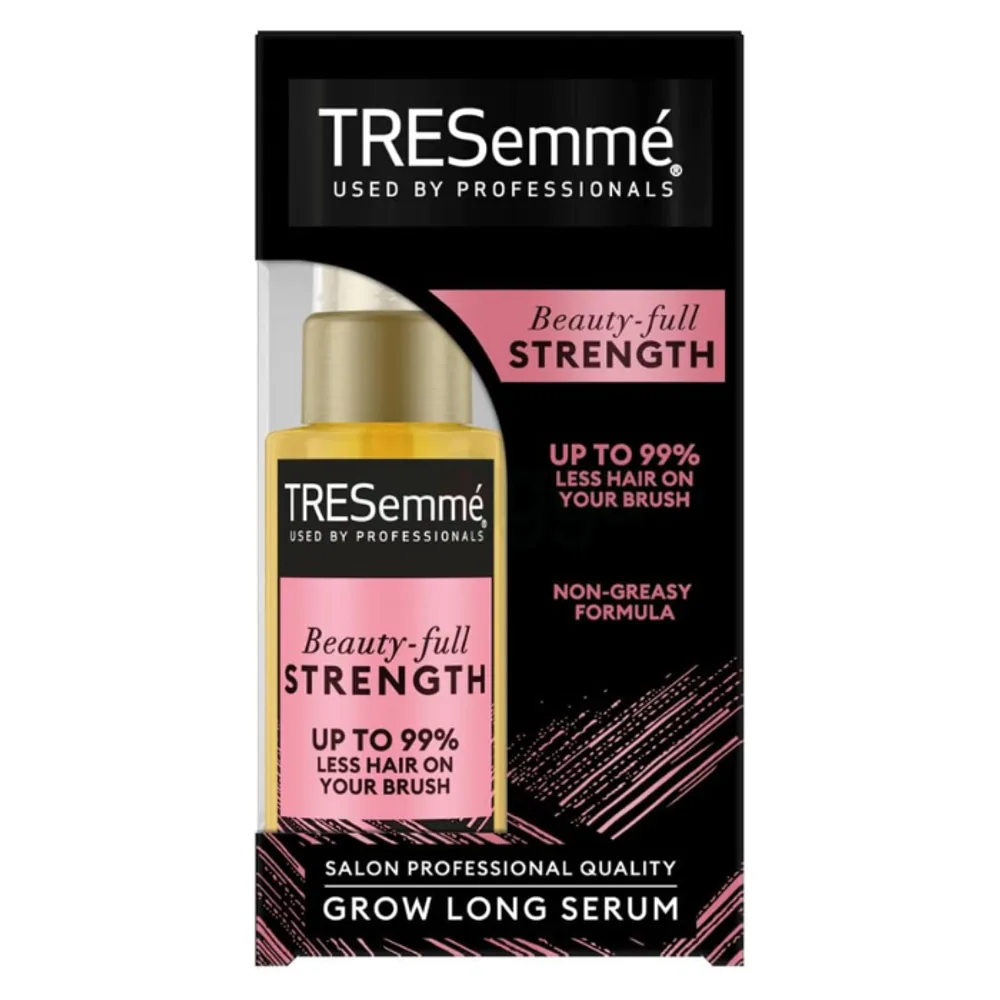 TRESemmé®
USED BY PROFESSIONALS
Beauty-full
STRENGTH
UP TO 99%
LESS HAIR ON
YOUR BRUSH
NON-GREASY
FORMULA
TRESemmé®
USED BY PROFESSIONALS
Beauty-full
STRENGTH
UP TO 99%
LESS HAIR ON
YOUR BRUSH
SALON PROFESSIONAL QUALITY
GROW LONG SERUM